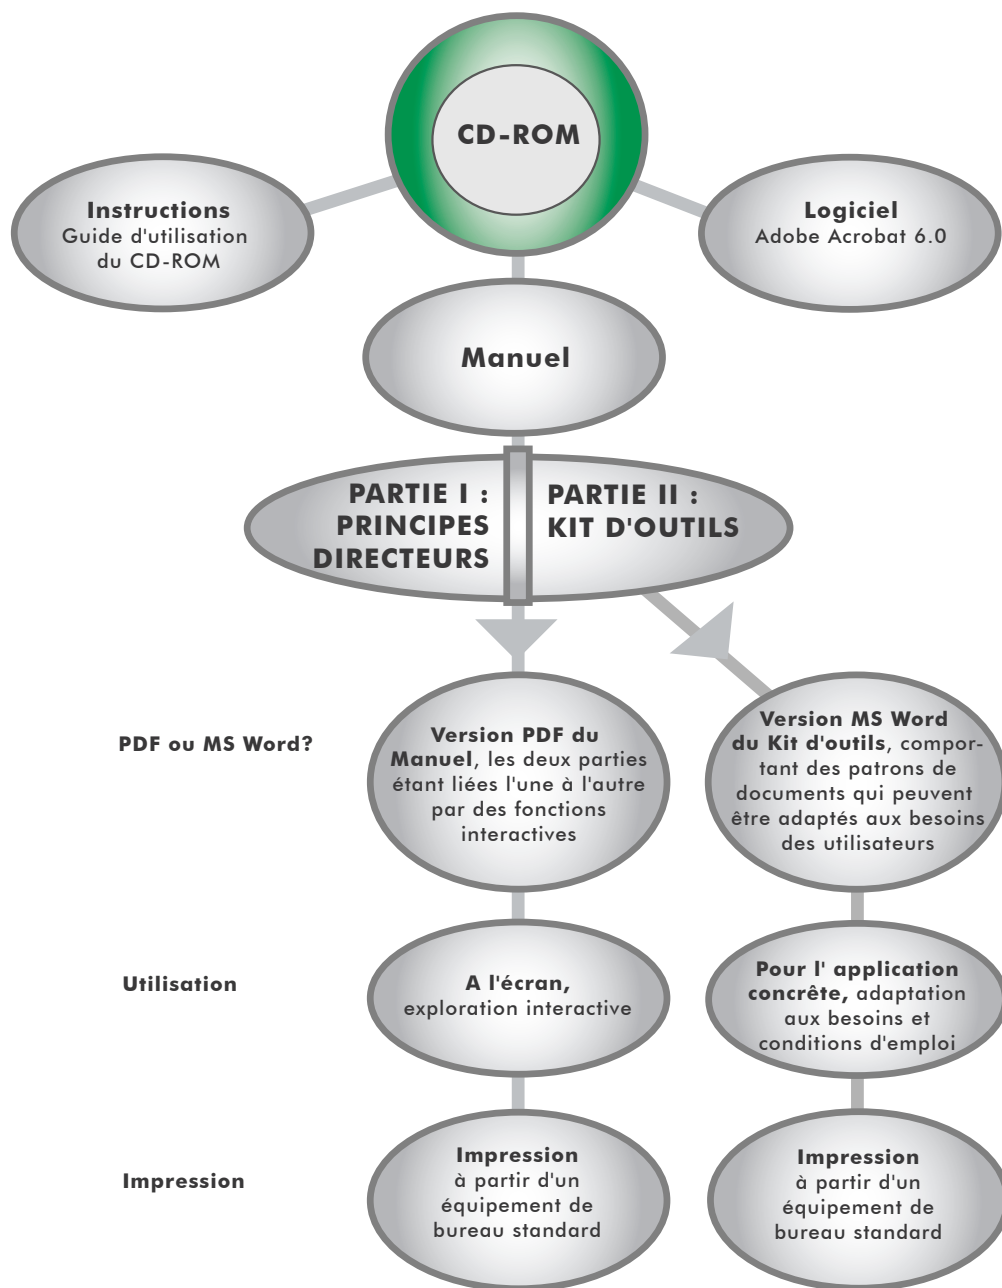 CD-ROM
Instructions
Guide d'utilisation
du CD-ROM
Logiciel
Adobe Acrobat 6.0
Manuel
PARTIE I :
PRINCIPES
DIRECTEURS
PARTIE II :
KIT D'OUTILS
PDF ou MS Word?
Version PDF du
Manuel, les deux parties
étant liées l'une à l'autre
par des fonctions
interactives
Version MS Word
du Kit d'outils, compor-
tant des patrons de
documents qui peuvent
être adaptés aux besoins
des utilisateurs
Utilisation
A l'écran,
exploration interactive
Pour l' application
concrête, adaptation
aux besoins et
conditions d'emploi
Impression
Impression
à partir d'un
équipement de
bureau standard
Impression
à partir d'un
équipement de
bureau standard